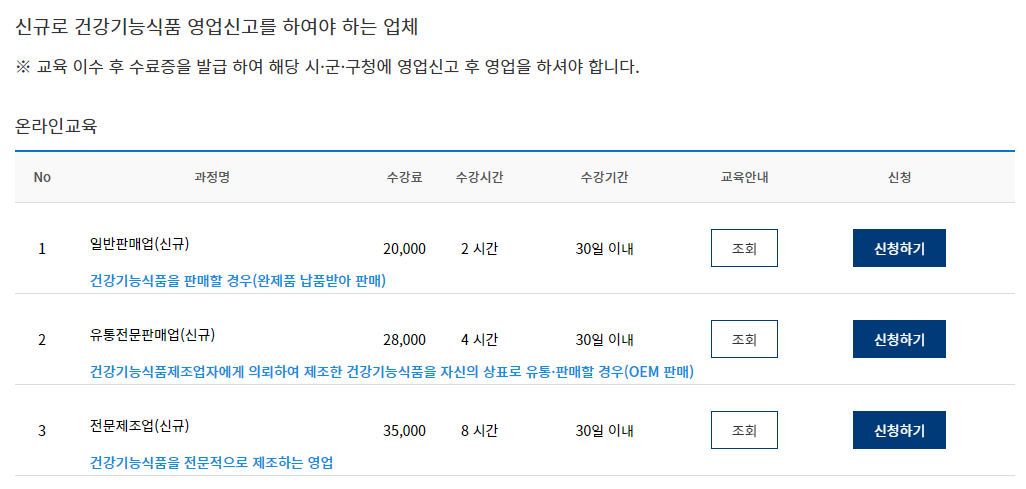 신규로 건강기능식품 영업신고를 하여야 하는 업체
※ 교육 이수 후 수료증을 발급 하여 해당 시·군·구청에 영업신고 후 영업을 하셔야 합니다.
온라인교육
No 과정명 수강료 수강시간 수강기간 교육안내 신청
1 일반판매업(신규) 20,000 2 시간 30일 이내 조회 신청하기
건강기능식품을 판매할 경우(완제품 납품받아 판매)
2 유통전문판매업(신규) 28,000 4 시간 30일 이내 조회 신청하기
건강기능식품제조업자에게 의뢰하여 제조한 건강기능식품을 자신의 상표로 유통·판매할 경우(OEM 판매)
3 전문제조업(신규) 35,000 8 시간 30일 이내 조회 신청하기
건강기능식품을 전문적으로 제조하는 영업